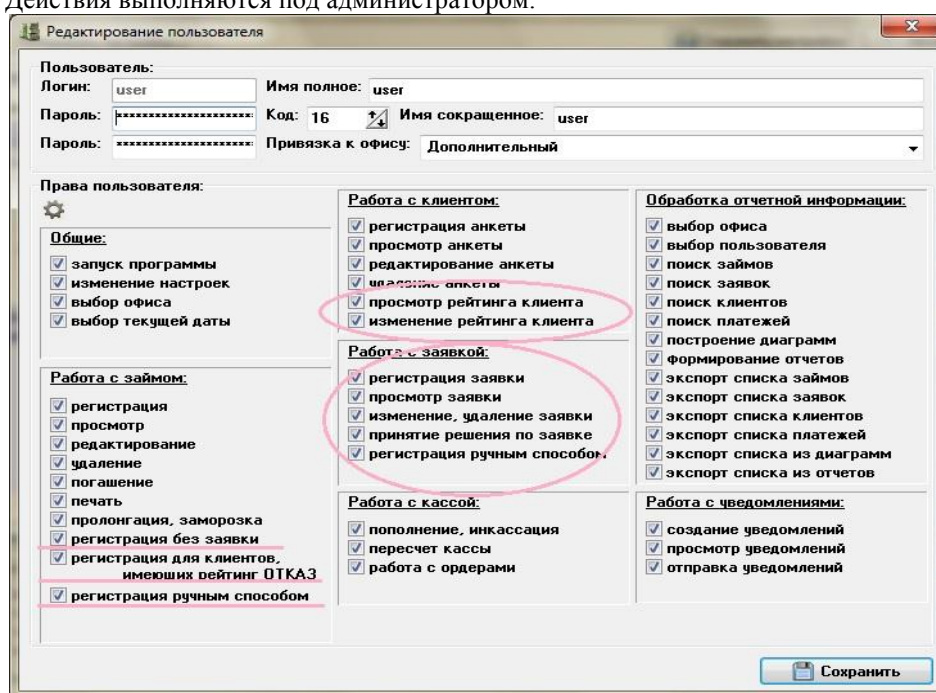 Действия выполняются под администратором.
Редактирование пользователя
Пользователь:
Логин: user Имя полное: user
Пароль: ********************** Код: 16 Имя сокращенное: user
Пароль: ********************** Привязка к офису: Дополнительный
Права пользователя:
Общие:
запуск программы
изменение настроек
выбор офиса
выбор текущей даты
Работа с займом:
регистрация
просмотр
редактирование
удаление
погашение
печать
пролонгация, заморозка
регистрация без заявки
регистрация для клиентов,
имеющих рейтинг ОТКАЗ
регистрация ручным способом
Работа с клиентом:
регистрация анкеты
просмотр анкеты
редактирование анкеты
удаление анкеты
просмотр рейтинга клиента
изменение рейтинга клиента
Работа с заявкой:
регистрация заявки
просмотр заявки
изменение, удаление заявки
принятие решения по заявке
регистрация ручным способом
Работа с кассой:
пополнение, инкассация
пересчет кассы
работа с ордерами
Обработка отчетной информации:
выбор офиса
выбор пользователя
поиск займов
поиск заявок
поиск клиентов
поиск платежей
построение диаграмм
формирование отчетов
экспорт списка займов
экспорт списка заявок
экспорт списка клиентов
экспорт списка платежей
экспорт списка из диаграмм
экспорт списка из отчетов
Работа с уведомлениями:
создание уведомлений
просмотр уведомлений
отправка уведомлений
Сохранить